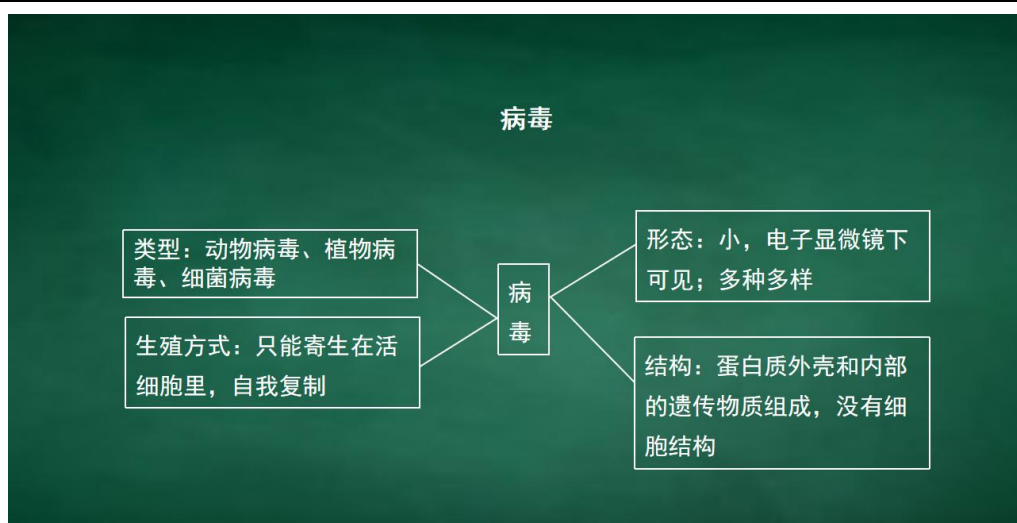 病毒
类型：动物病毒、植物病
毒、细菌病毒
生殖方式：只能寄生在活
细胞里，自我复制
病
毒
形态：小，电子显微镜下
可见；多种多样
结构：蛋白质外壳和内部
的遗传物质组成，没有细
胞结构